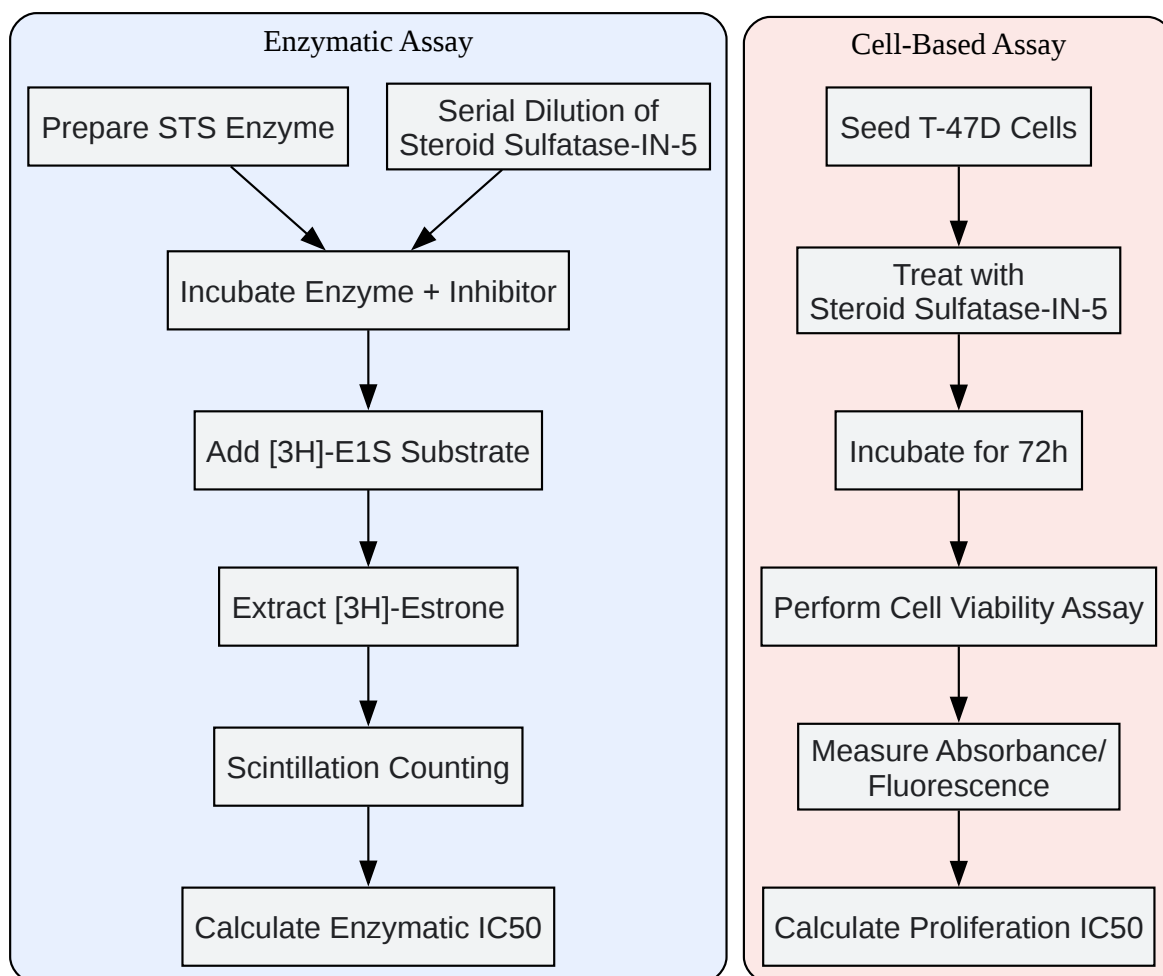 Enzymatic Assay
Prepare STS Enzyme
Serial Dilution of
Steroid Sulfatase-IN-5
Incubate Enzyme + Inhibitor
Add [3H]-E1S Substrate
Extract [3H]-Estrone
Scintillation Counting
Calculate Enzymatic IC50
Cell-Based Assay
Seed T-47D Cells
Treat with
Steroid Sulfatase-IN-5
Incubate for 72h
Perform Cell Viability Assay
Measure Absorbance/
Fluorescence
Calculate Proliferation IC50